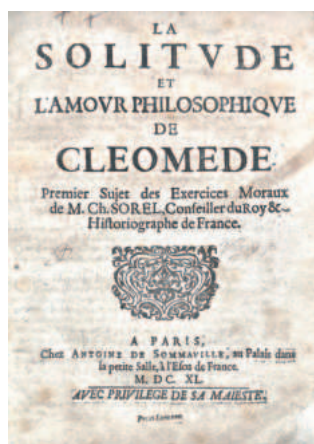 LA
SOLITVDE
ET
L'AMOVR PHILOSOPHIQVE
DE
CLEOMEDE.
Premier Sujet des Exercices Moraux
de M. Ch. SOREL, Conseiller du Roy &
Historiographe de France.
A PARIS,
Chez ANTOINE DE SOMMAVILLE, au Palais dans
la petite Salle, à l'Escu de France.
M. DC. XL.
AVEC PRIVILEGE DE SA MAIESTE.